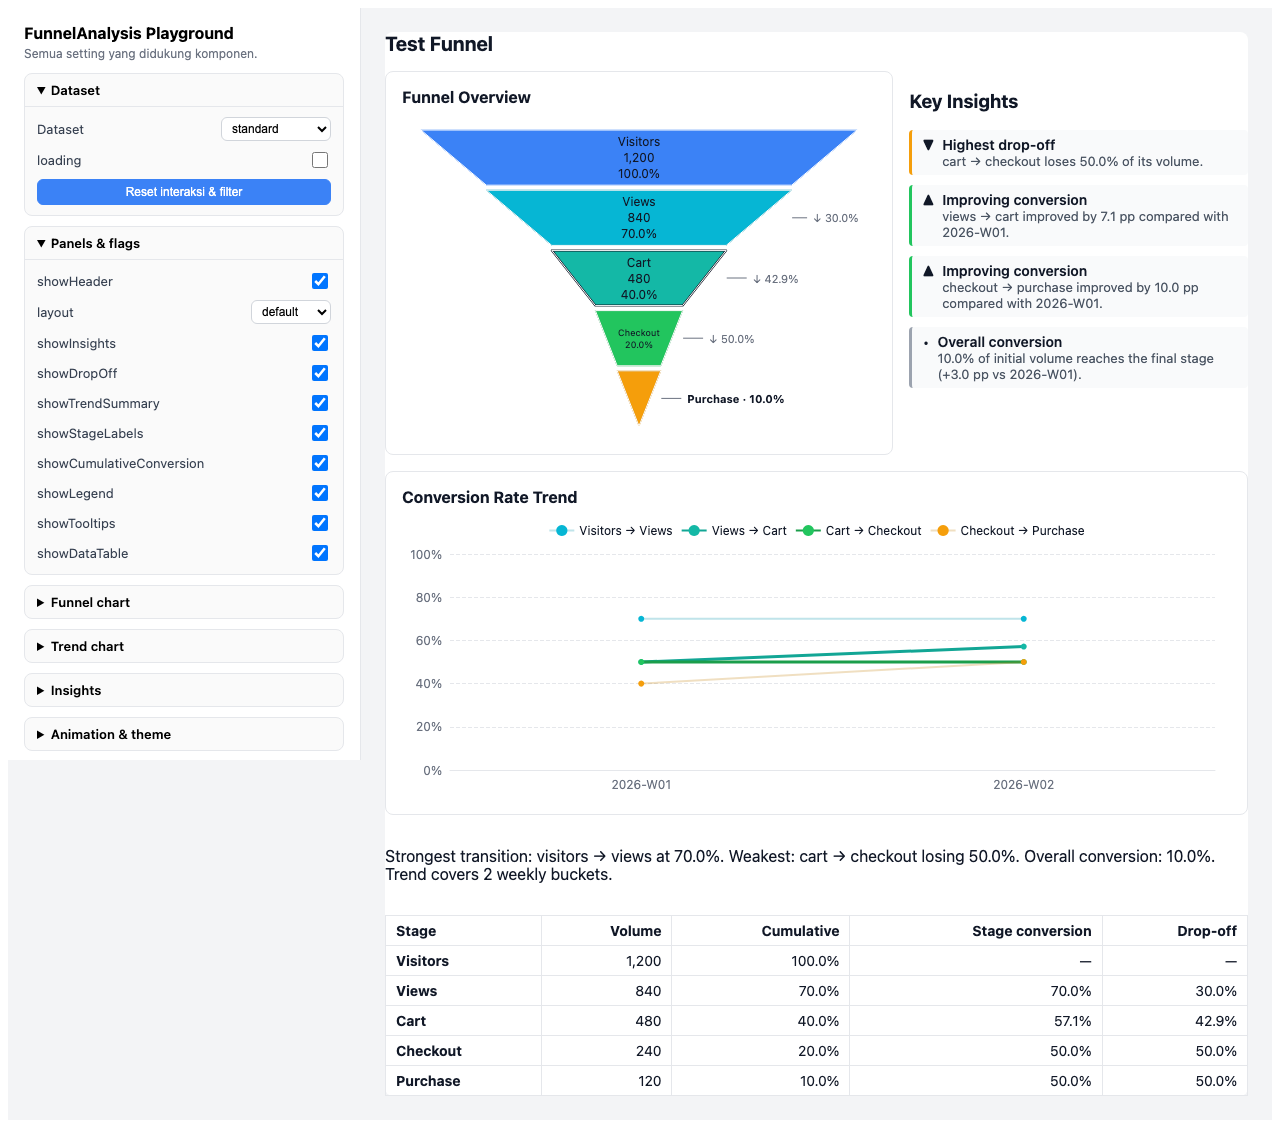 FunnelAnalysis Playground
Semua setting yang didukung komponen.
▼ Dataset
Dataset standard
loading
Reset interaksi & filter
▼ Panels & flags
showHeader
layout default
showInsights
showDropOff
showTrendSummary
showStageLabels
showCumulativeConversion
showLegend
showTooltips
showDataTable
▶ Funnel chart
▶ Trend chart
▶ Insights
▶ Animation & theme
Test Funnel
Funnel Overview
Visitors
1,200
100.0%
Views
840
70.0%
↓ 30.0%
Cart
480
40.0%
↓ 42.9%
Checkout
20.0%
↓ 50.0%
Purchase · 10.0%
Key Insights
▼ Highest drop-off
cart → checkout loses 50.0% of its volume.
▲ Improving conversion
views → cart improved by 7.1 pp compared with
2026-W01.
▲ Improving conversion
checkout → purchase improved by 10.0 pp
compared with 2026-W01.
• Overall conversion
10.0% of initial volume reaches the final stage
(+3.0 pp vs 2026-W01).
Conversion Rate Trend
Visitors → Views Views → Cart Cart → Checkout Checkout → Purchase
100%
80%
60%
40%
20%
0%
2026-W01 2026-W02
Strongest transition: visitors → views at 70.0%. Weakest: cart → checkout losing 50.0%. Overall conversion: 10.0%.
Trend covers 2 weekly buckets.
Stage Volume Cumulative Stage conversion Drop-off
Visitors 1,200 100.0% — —
Views 840 70.0% 70.0% 30.0%
Cart 480 40.0% 57.1% 42.9%
Checkout 240 20.0% 50.0% 50.0%
Purchase 120 10.0% 50.0% 50.0%